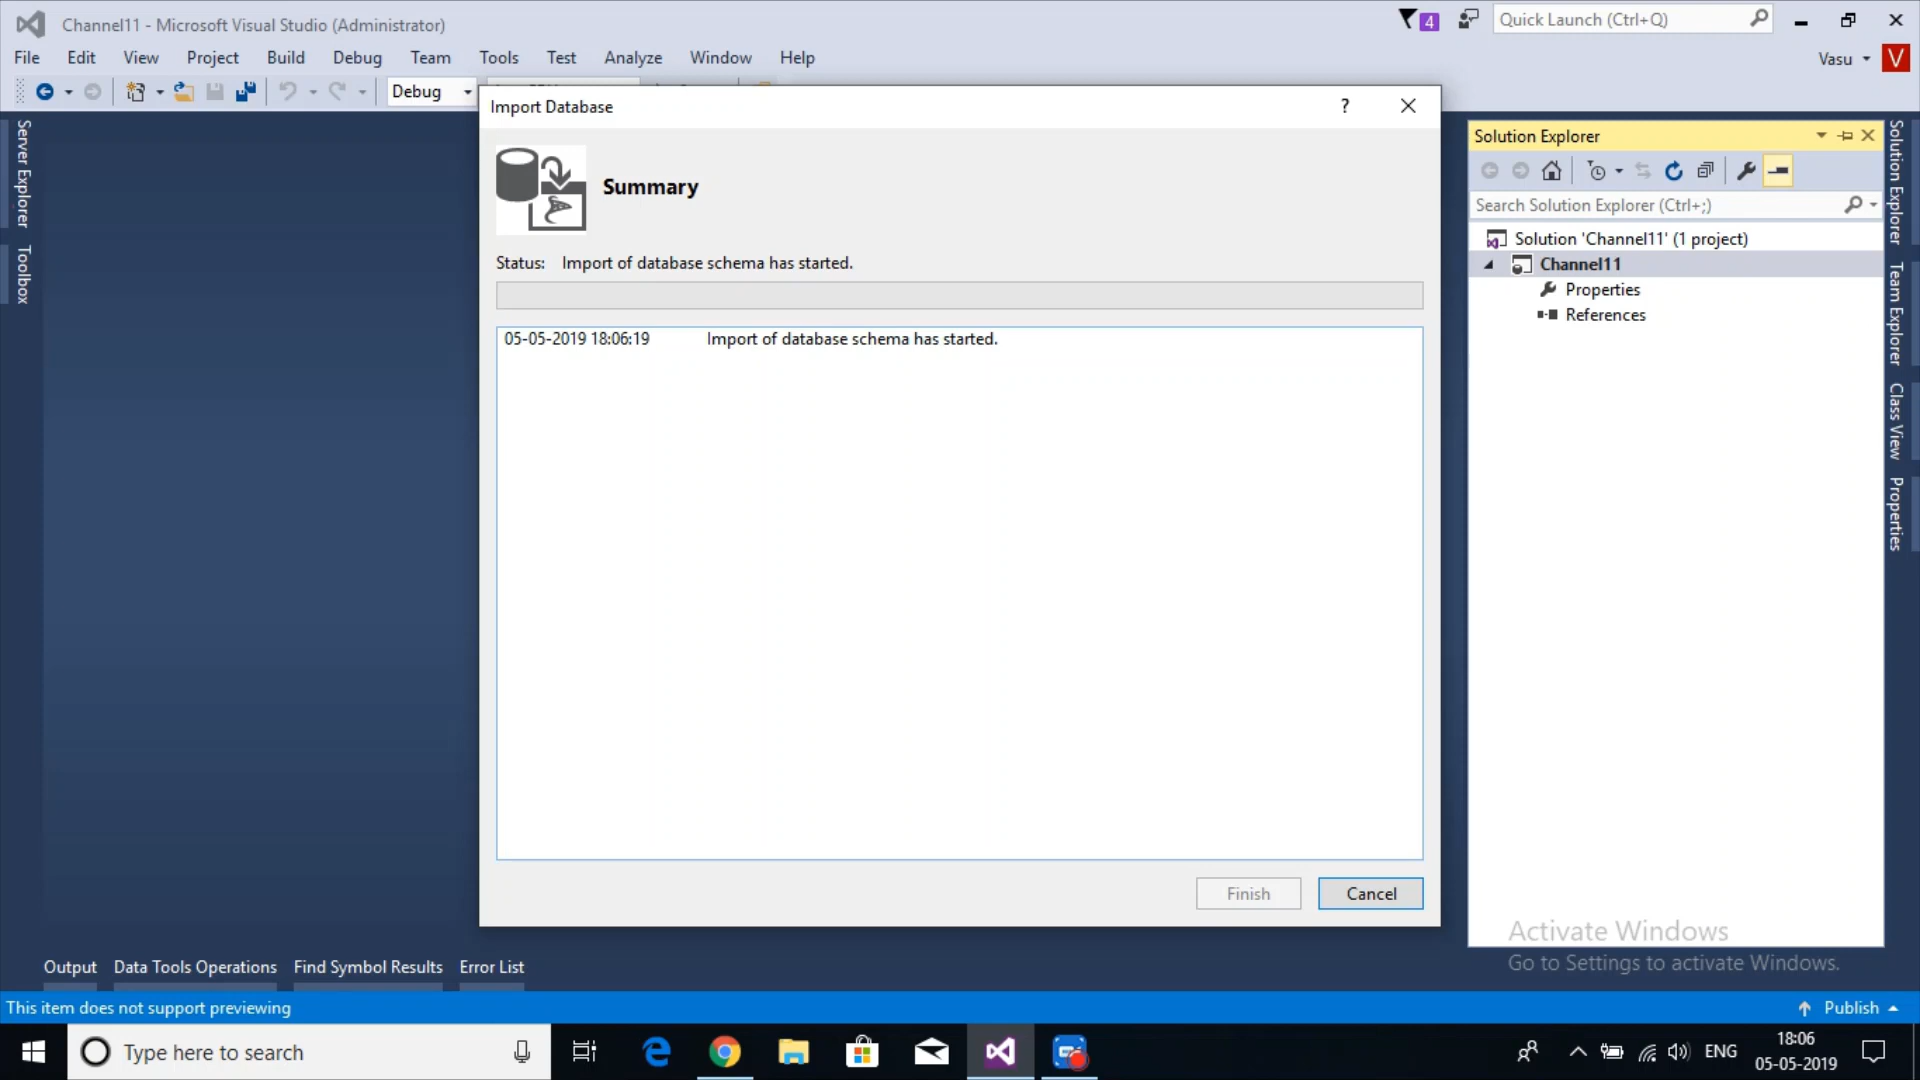 Channel11 - Microsoft Visual Studio (Administrator)
4
Quick Launch (Ctrl+Q)
File Edit View Project Build Debug Team Tools Test Analyze Window Help
Vasu
V
Debug
Server Explorer
Toolbox
Import Database
?
Summary
Status: Import of database schema has started.
05-05-2019 18:06:19 Import of database schema has started.
Finish
Cancel
Solution Explorer
Search Solution Explorer (Ctrl+;)
Solution 'Channel11' (1 project)
Channel11
Properties
References
Solution Explorer
Team Explorer
Class View
Properties
Activate Windows
Go to Settings to activate Windows.
Output Data Tools Operations Find Symbol Results Error List
This item does not support previewing
Publish
Type here to search
ENG
18:06
05-05-2019